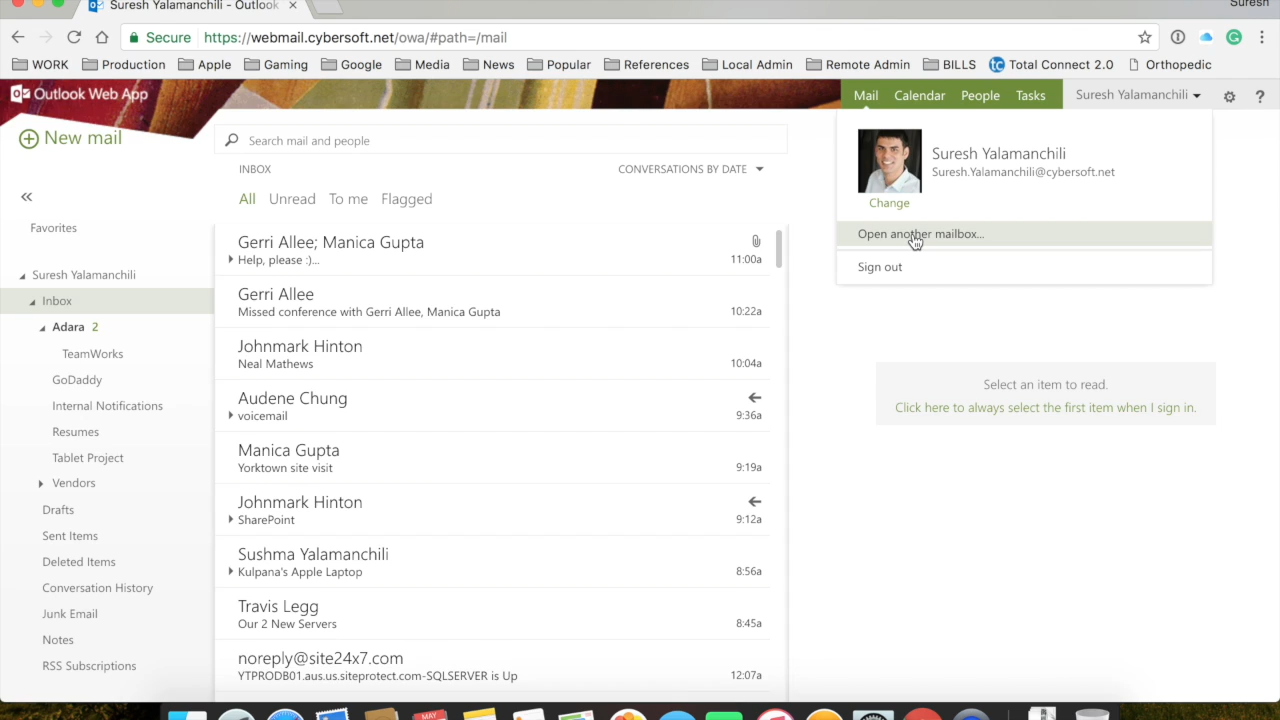 Suresh Yalamanchili - Outlook
Suresh
Secure https://webmail.cybersoft.net/owa/#path=/mail
WORK Production Apple Gaming Google Media News Popular References Local Admin Remote Admin BILLS Total Connect 2.0 Orthopedic
Outlook Web App
Mail Calendar People Tasks Suresh Yalamanchili ?
New mail
Search mail and people
INBOX CONVERSATIONS BY DATE
All Unread To me Flagged
Favorites
Suresh Yalamanchili
Inbox
Adara 2
TeamWorks
GoDaddy
Internal Notifications
Resumes
Tablet Project
Vendors
Drafts
Sent Items
Deleted Items
Conversation History
Junk Email
Notes
RSS Subscriptions
Gerri Allee; Manica Gupta
Help, please :)... 11:00a
Gerri Allee
Missed conference with Gerri Allee, Manica Gupta 10:22a
Johnmark Hinton
Neal Mathews 10:04a
Audene Chung
voicemail 9:36a
Manica Gupta
Yorktown site visit 9:19a
Johnmark Hinton
SharePoint 9:12a
Sushma Yalamanchili
Kulpana's Apple Laptop 8:56a
Travis Legg
Our 2 New Servers 8:45a
noreply@site24x7.com
YTPRODB01.aus.us.siteprotect.com-SQLSERVER is Up 12:07a
Suresh Yalamanchili
Suresh.Yalamanchili@cybersoft.net
Change
Open another mailbox...
Sign out
Select an item to read.
Click here to always select the first item when I sign in.
MAY